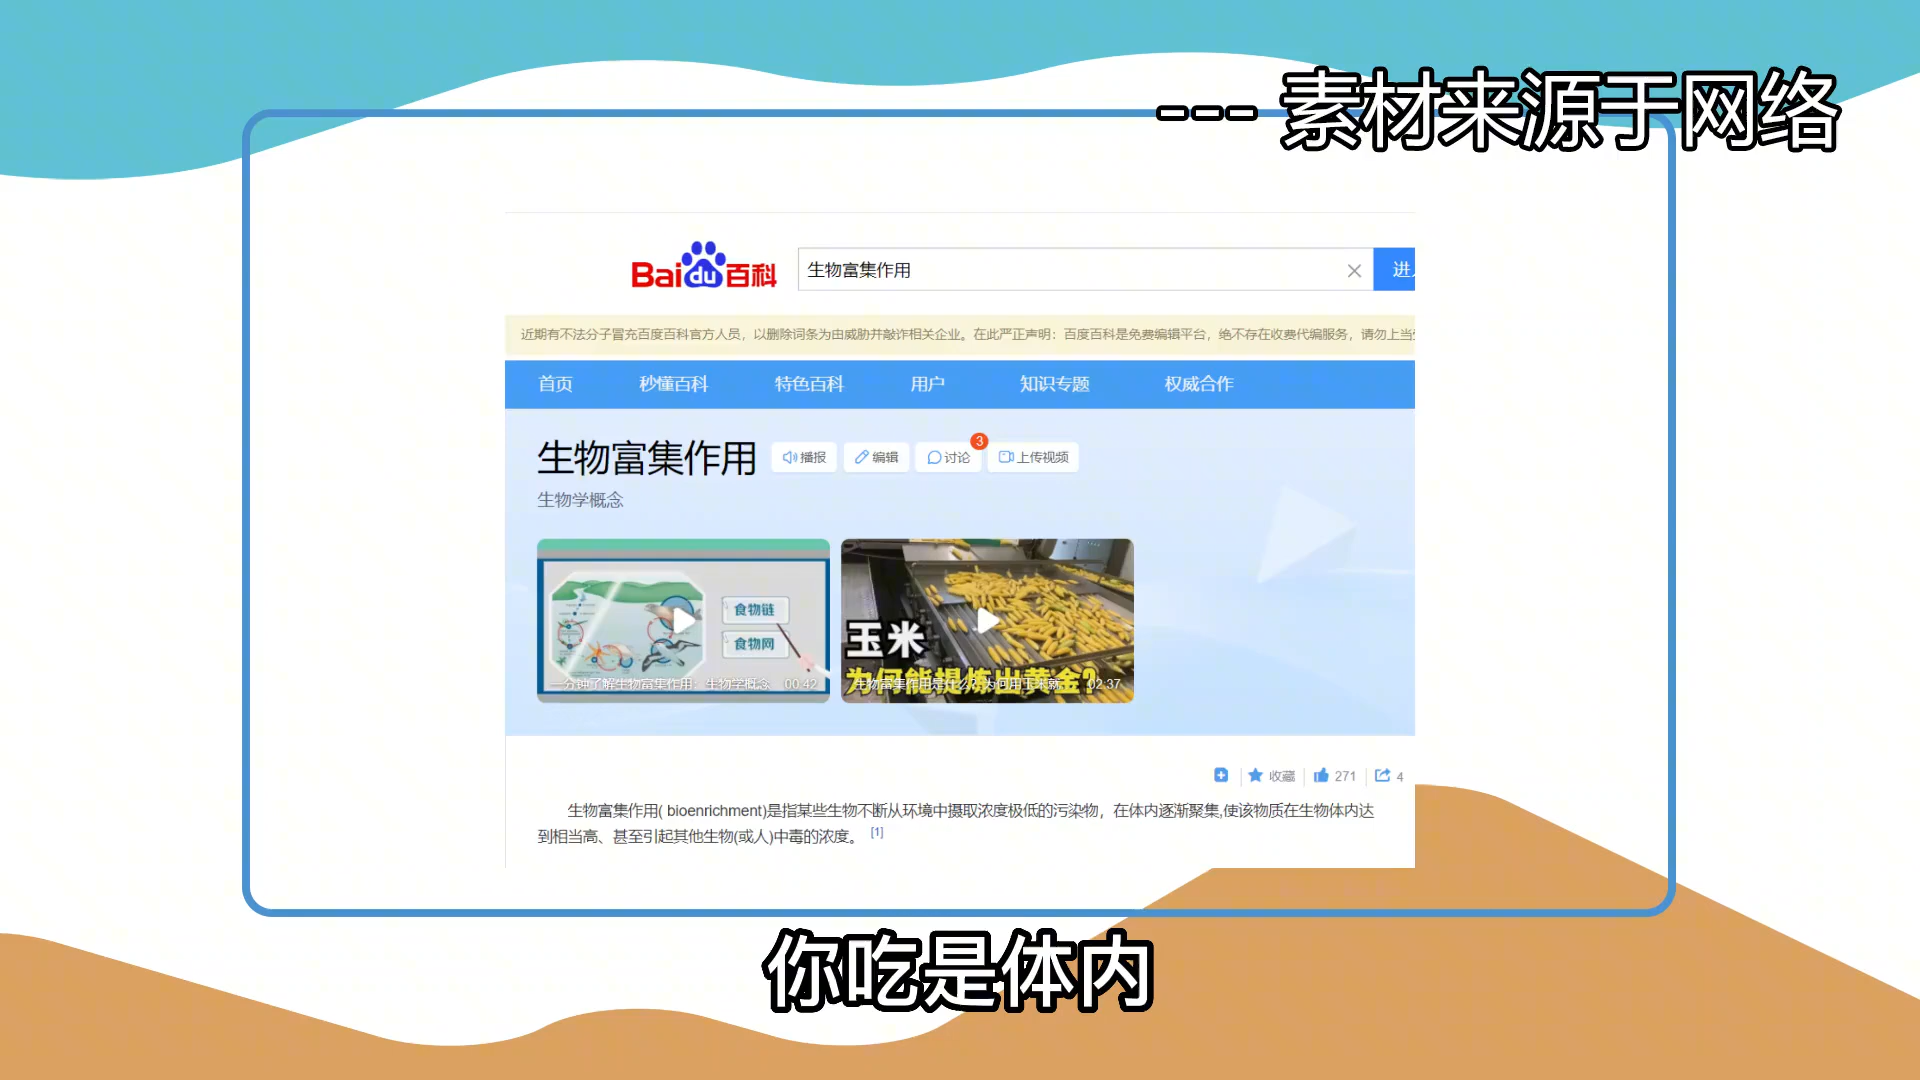 --- 素材来源于网络
Baidu百科
生物富集作用
进
近期有不法分子冒充百度百科官方人员，以删除词条为由威胁并敲诈相关企业。在此严正声明：百度百科是免费编辑平台，绝不存在收费代编服务，请勿上当
首页 秒懂百科 特色百科 用户 知识专题 权威合作
生物富集作用 播报 编辑 讨论 3 上传视频
生物学概念
食物链
食物网
一分钟了解生物富集作用：生物学概念 00:42
玉米
为何能提炼出黄金?
生物富集作用是什么?为何用玉米就 02:37
收藏 271 4
生物富集作用( bioenrichment)是指某些生物不断从环境中摄取浓度极低的污染物，在体内逐渐聚集,使该物质在生物体内达
到相当高、甚至引起其他生物(或人)中毒的浓度。 [1]
你吃是体内